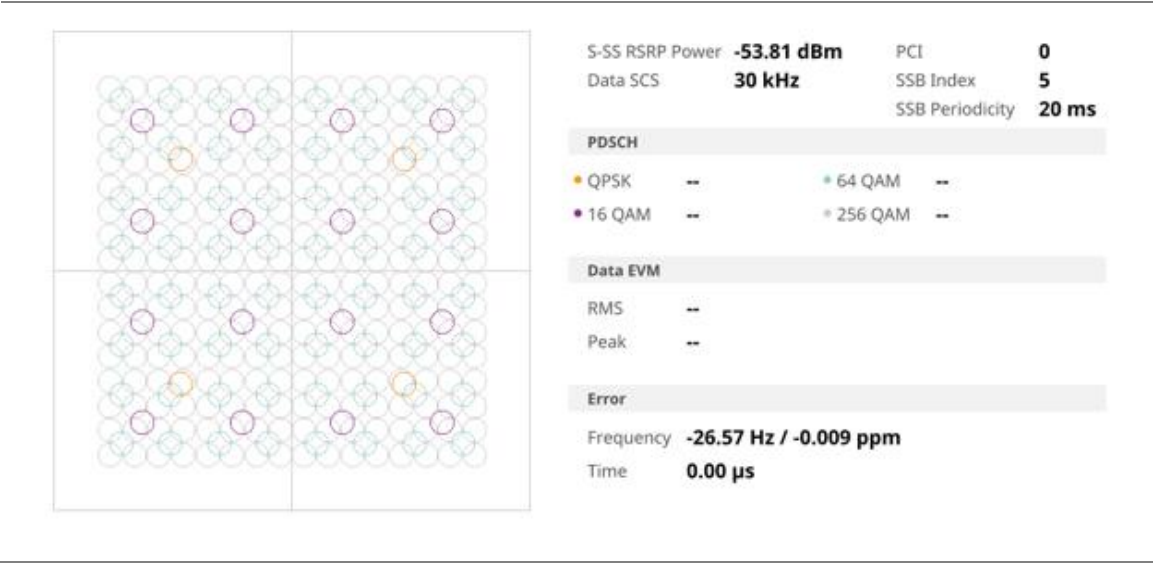 S-SS RSRP Power -53.81 dBm PCI 0
Data SCS 30 kHz SSB Index 5
SSB Periodicity 20 ms
PDSCH
QPSK -- 64 QAM --
16 QAM -- 256 QAM --
Data EVM
RMS --
Peak --
Error
Frequency -26.57 Hz / -0.009 ppm
Time 0.00 µs